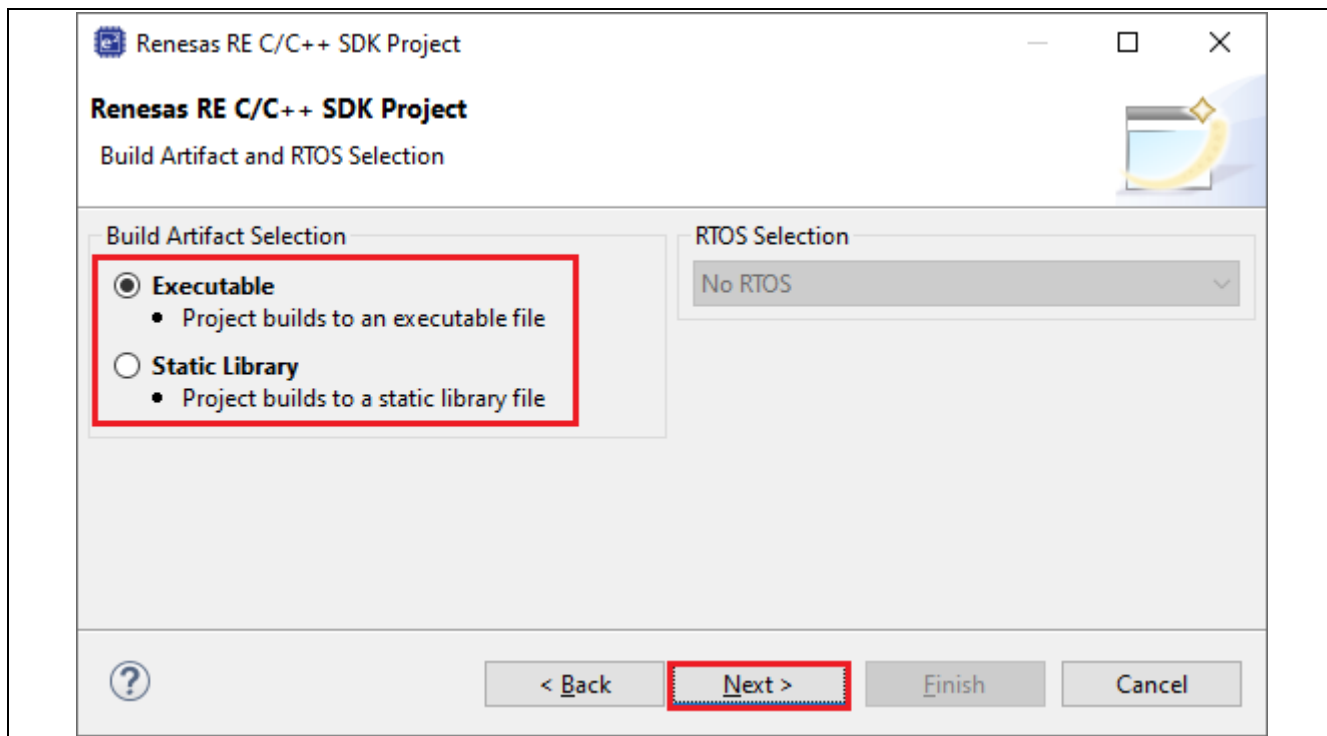 Renesas RE C/C++ SDK Project
Renesas RE C/C++ SDK Project
Build Artifact and RTOS Selection
Build Artifact Selection
Executable
• Project builds to an executable file
Static Library
• Project builds to a static library file
RTOS Selection
No RTOS
?
< Back
Next >
Finish
Cancel